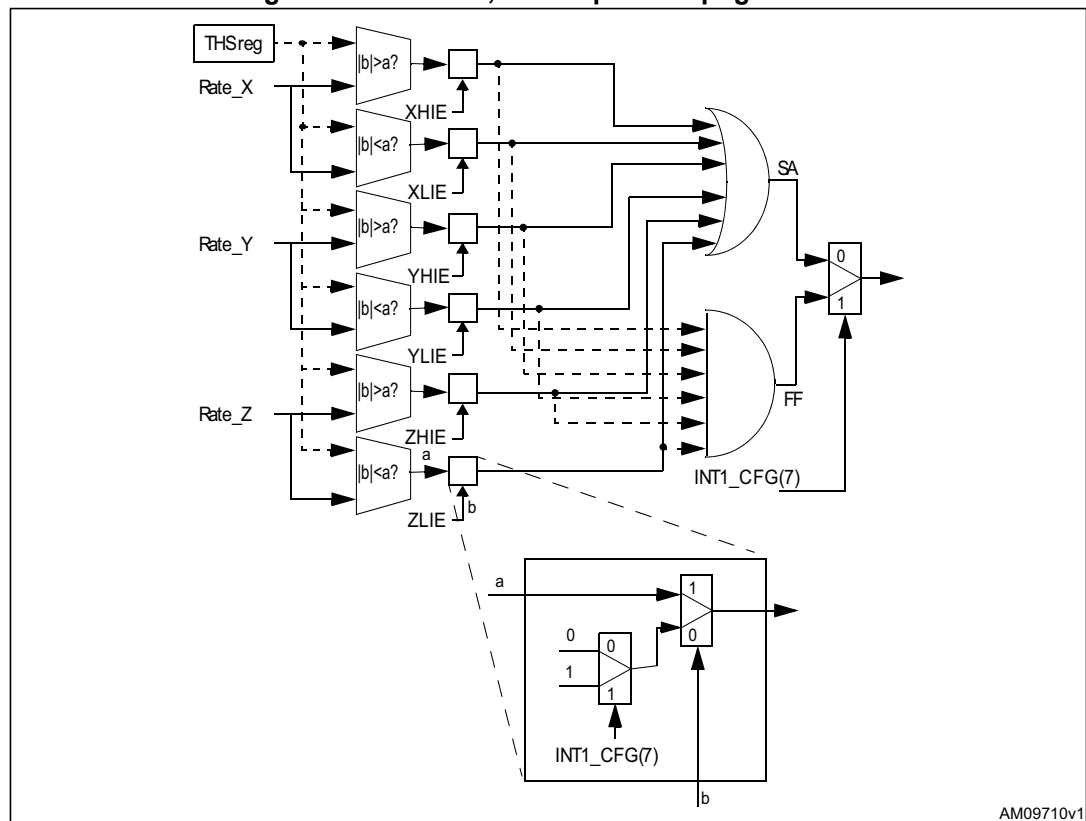 THSreg
|b|>a?
Rate_X
XHIE
|b|<a?
XLIE
SA
|b|>a?
Rate_Y
YHIE
0
1
|b|<a?
YLIE
|b|>a?
FF
Rate_Z
ZHIE
|b|<a?
a
INT1_CFG(7)
b
ZLIE
a
1
0
0
0
1
1
INT1_CFG(7)
b
AM09710v1